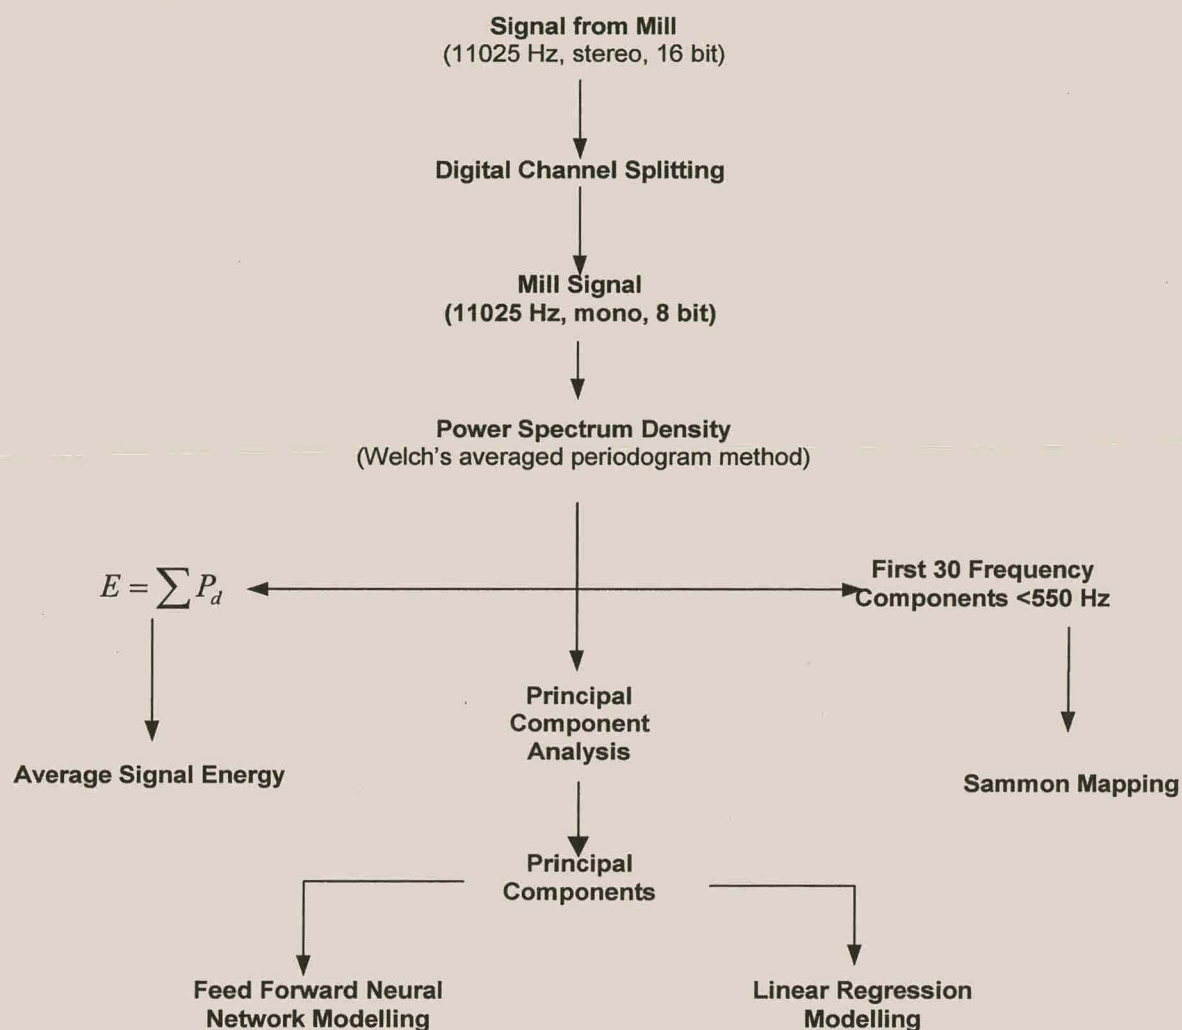 Signal from Mill
(11025 Hz, stereo, 16 bit)
Digital Channel Splitting
Mill Signal
(11025 Hz, mono, 8 bit)
Power Spectrum Density
(Welch's averaged periodogram method)
E = ∑ P_d
First 30 Frequency
Components <550 Hz
Principal
Component
Analysis
Average Signal Energy
Sammon Mapping
Principal
Components
Feed Forward Neural
Network Modelling
Linear Regression
Modelling